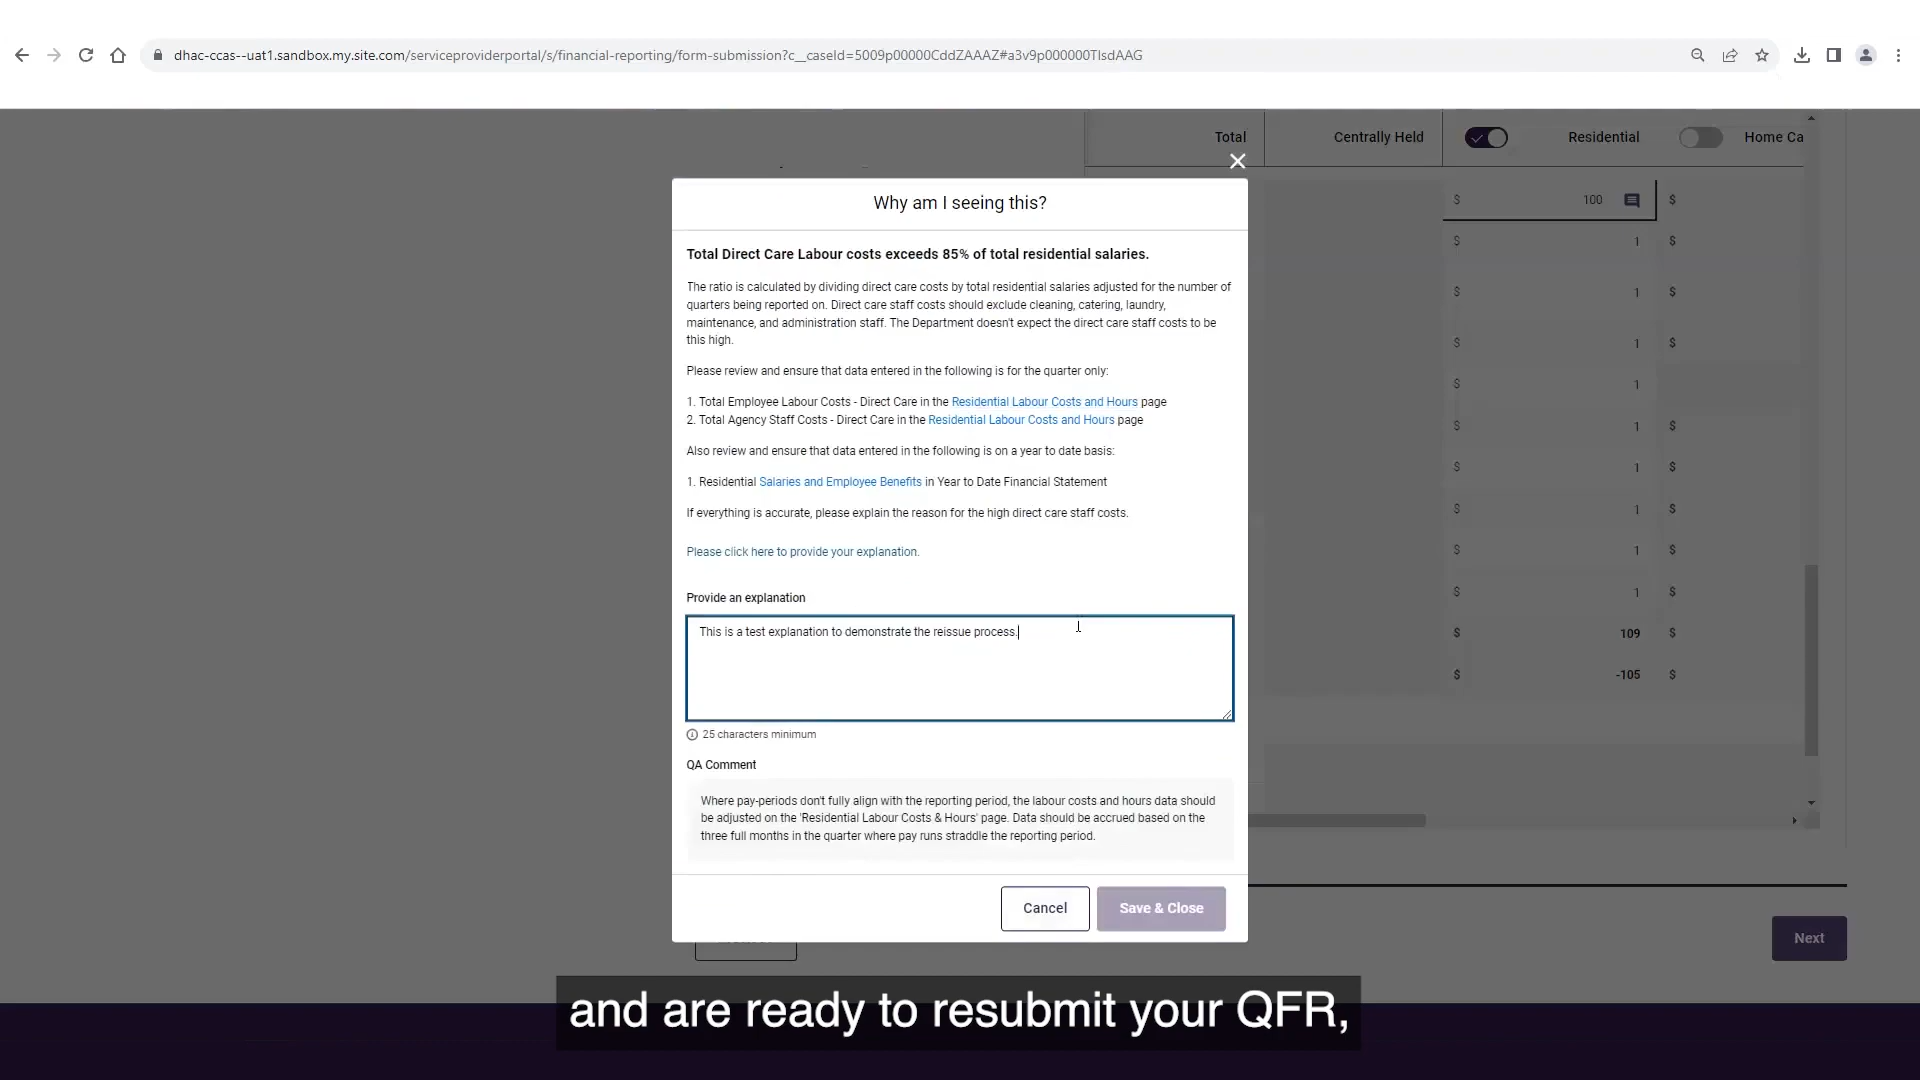 dhac-ccas--uat1.sandbox.my.site.com/serviceproviderportal/s/financial-reporting/form-submission?c__caseId=5009p00000CddZAAAZ#a3v9p000000TIsdAAG
Total
Centrally Held
Residential
Home Ca
Why am I seeing this?
Total Direct Care Labour costs exceeds 85% of total residential salaries.
The ratio is calculated by dividing direct care costs by total residential salaries adjusted for the number of
quarters being reported on. Direct care staff costs should exclude cleaning, catering, laundry,
maintenance, and administration staff. The Department doesn't expect the direct care staff costs to be
this high.
Please review and ensure that data entered in the following is for the quarter only:
1. Total Employee Labour Costs - Direct Care in the Residential Labour Costs and Hours page
2. Total Agency Staff Costs - Direct Care in the Residential Labour Costs and Hours page
Also review and ensure that data entered in the following is on a year to date basis:
1. Residential Salaries and Employee Benefits in Year to Date Financial Statement
If everything is accurate, please explain the reason for the high direct care staff costs.
Please click here to provide your explanation.
Provide an explanation
This is a test explanation to demonstrate the reissue process.
25 characters minimum
QA Comment
Where pay-periods don't fully align with the reporting period, the labour costs and hours data should
be adjusted on the 'Residential Labour Costs & Hours' page. Data should be accrued based on the
three full months in the quarter where pay runs straddle the reporting period.
Cancel
Save & Close
$ 100 $
$ 1 $
$ 1 $
$ 1 $
$ 1
$ 1 $
$ 1 $
$ 1 $
$ 1 $
$ 1 $
$ 109 $
$ -105 $
Next
and are ready to resubmit your QFR,